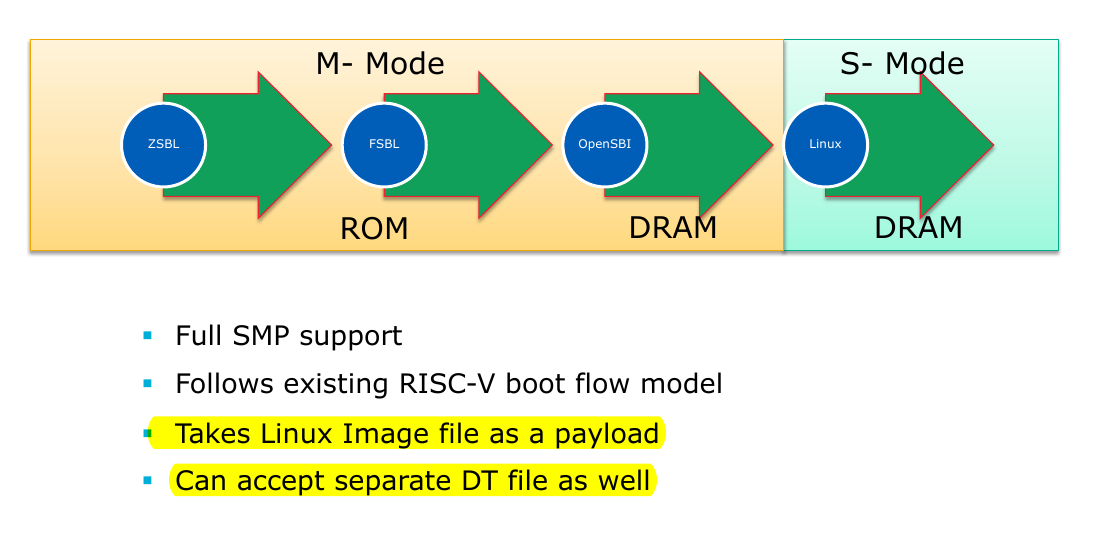 M- Mode
S- Mode
ZSBL
FSBL
OpenSBI
Linux
ROM
DRAM
DRAM
Full SMP support
Follows existing RISC-V boot flow model
Takes Linux Image file as a payload
Can accept separate DT file as well